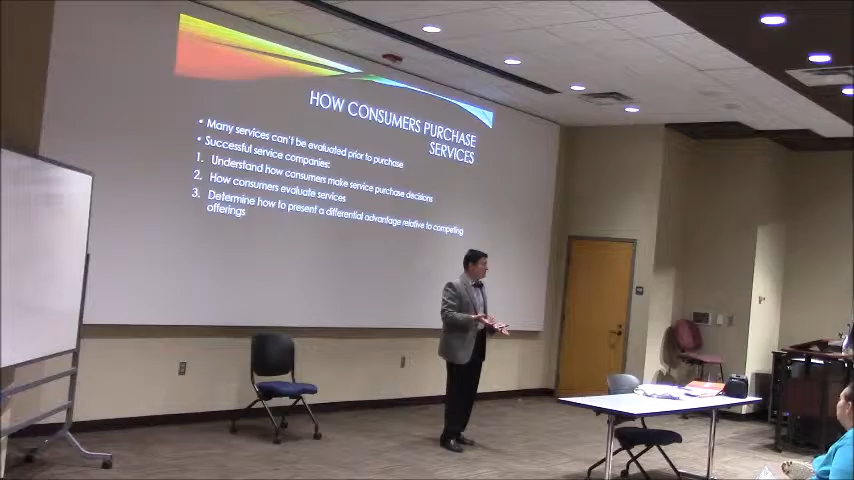 HOW CONSUMERS PURCHASE
SERVICES
• Many services can't be evaluated prior to purchase
• Successful service companies:
1. Understand how consumers make service purchase decisions
2. How consumers evaluate services
3. Determine how to present a differential advantage relative to competing
offerings